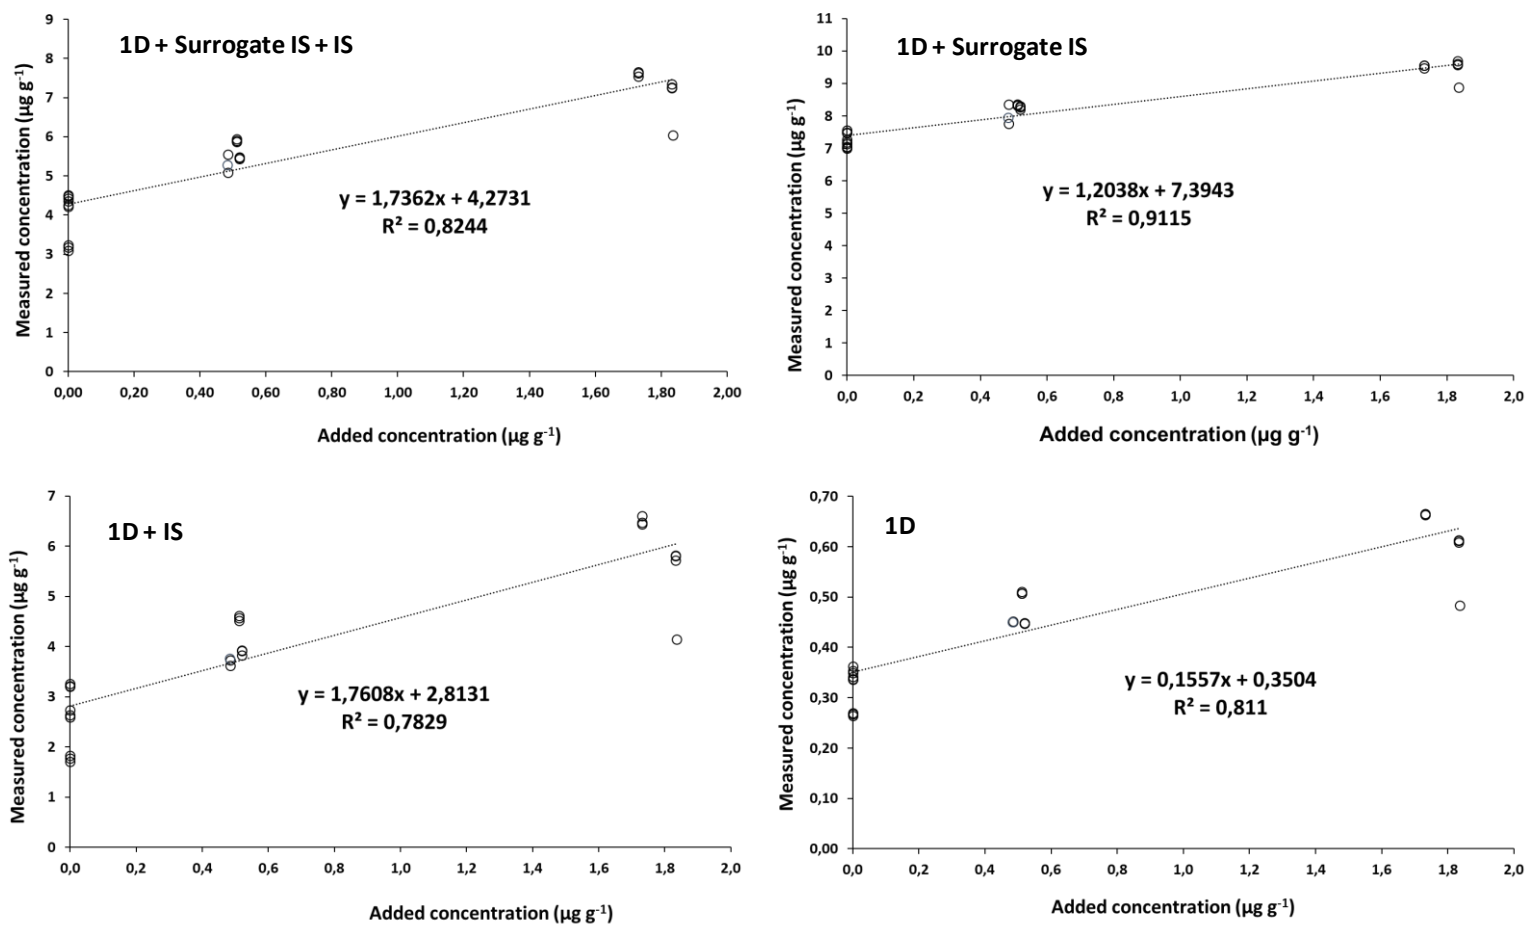 1D + Surrogate IS + IS
Measured concentration (µg g-1)
9
8
7
6
5
4
3
2
1
0
y = 1,7362x + 4,2731
R² = 0,8244
0,00 0,20 0,40 0,60 0,80 1,00 1,20 1,40 1,60 1,80 2,00
Added concentration (µg g-1)
1D + Surrogate IS
Measured concentration (µg g-1)
11
10
9
8
7
6
5
4
3
2
1
0
y = 1,2038x + 7,3943
R² = 0,9115
0,0 0,2 0,4 0,6 0,8 1,0 1,2 1,4 1,6 1,8 2,0
Added concentration (µg g-1)
1D + IS
Measured concentration (µg g-1)
7
6
5
4
3
2
1
0
y = 1,7608x + 2,8131
R² = 0,7829
0,0 0,2 0,4 0,6 0,8 1,0 1,2 1,4 1,6 1,8 2,0
Added concentration (µg g-1)
1D
Measured concentration (µg g-1)
0,70
0,60
0,50
0,40
0,30
0,20
0,10
0,00
y = 0,1557x + 0,3504
R² = 0,811
0,0 0,2 0,4 0,6 0,8 1,0 1,2 1,4 1,6 1,8 2,0
Added concentration (µg g-1)